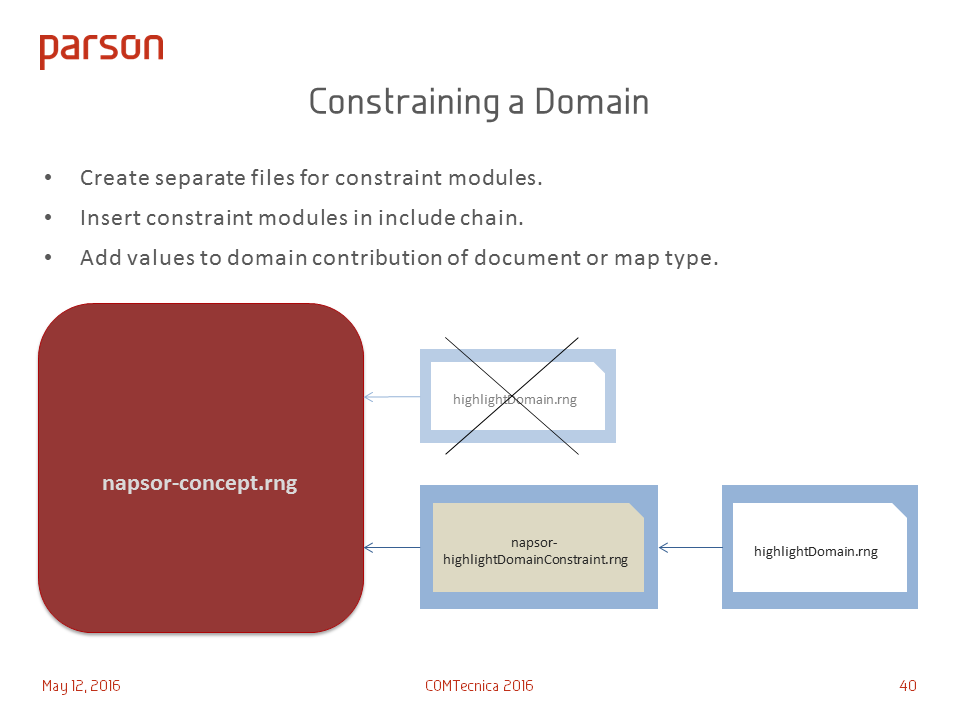 parson
Constraining a Domain
• Create separate files for constraint modules.
• Insert constraint modules in include chain.
• Add values to domain contribution of document or map type.
highlightDomain.rng
napsor-concept.rng
napsor-
highlightDomainConstraint.rng
highlightDomain.rng
May 12, 2016
COMTecnica 2016
40